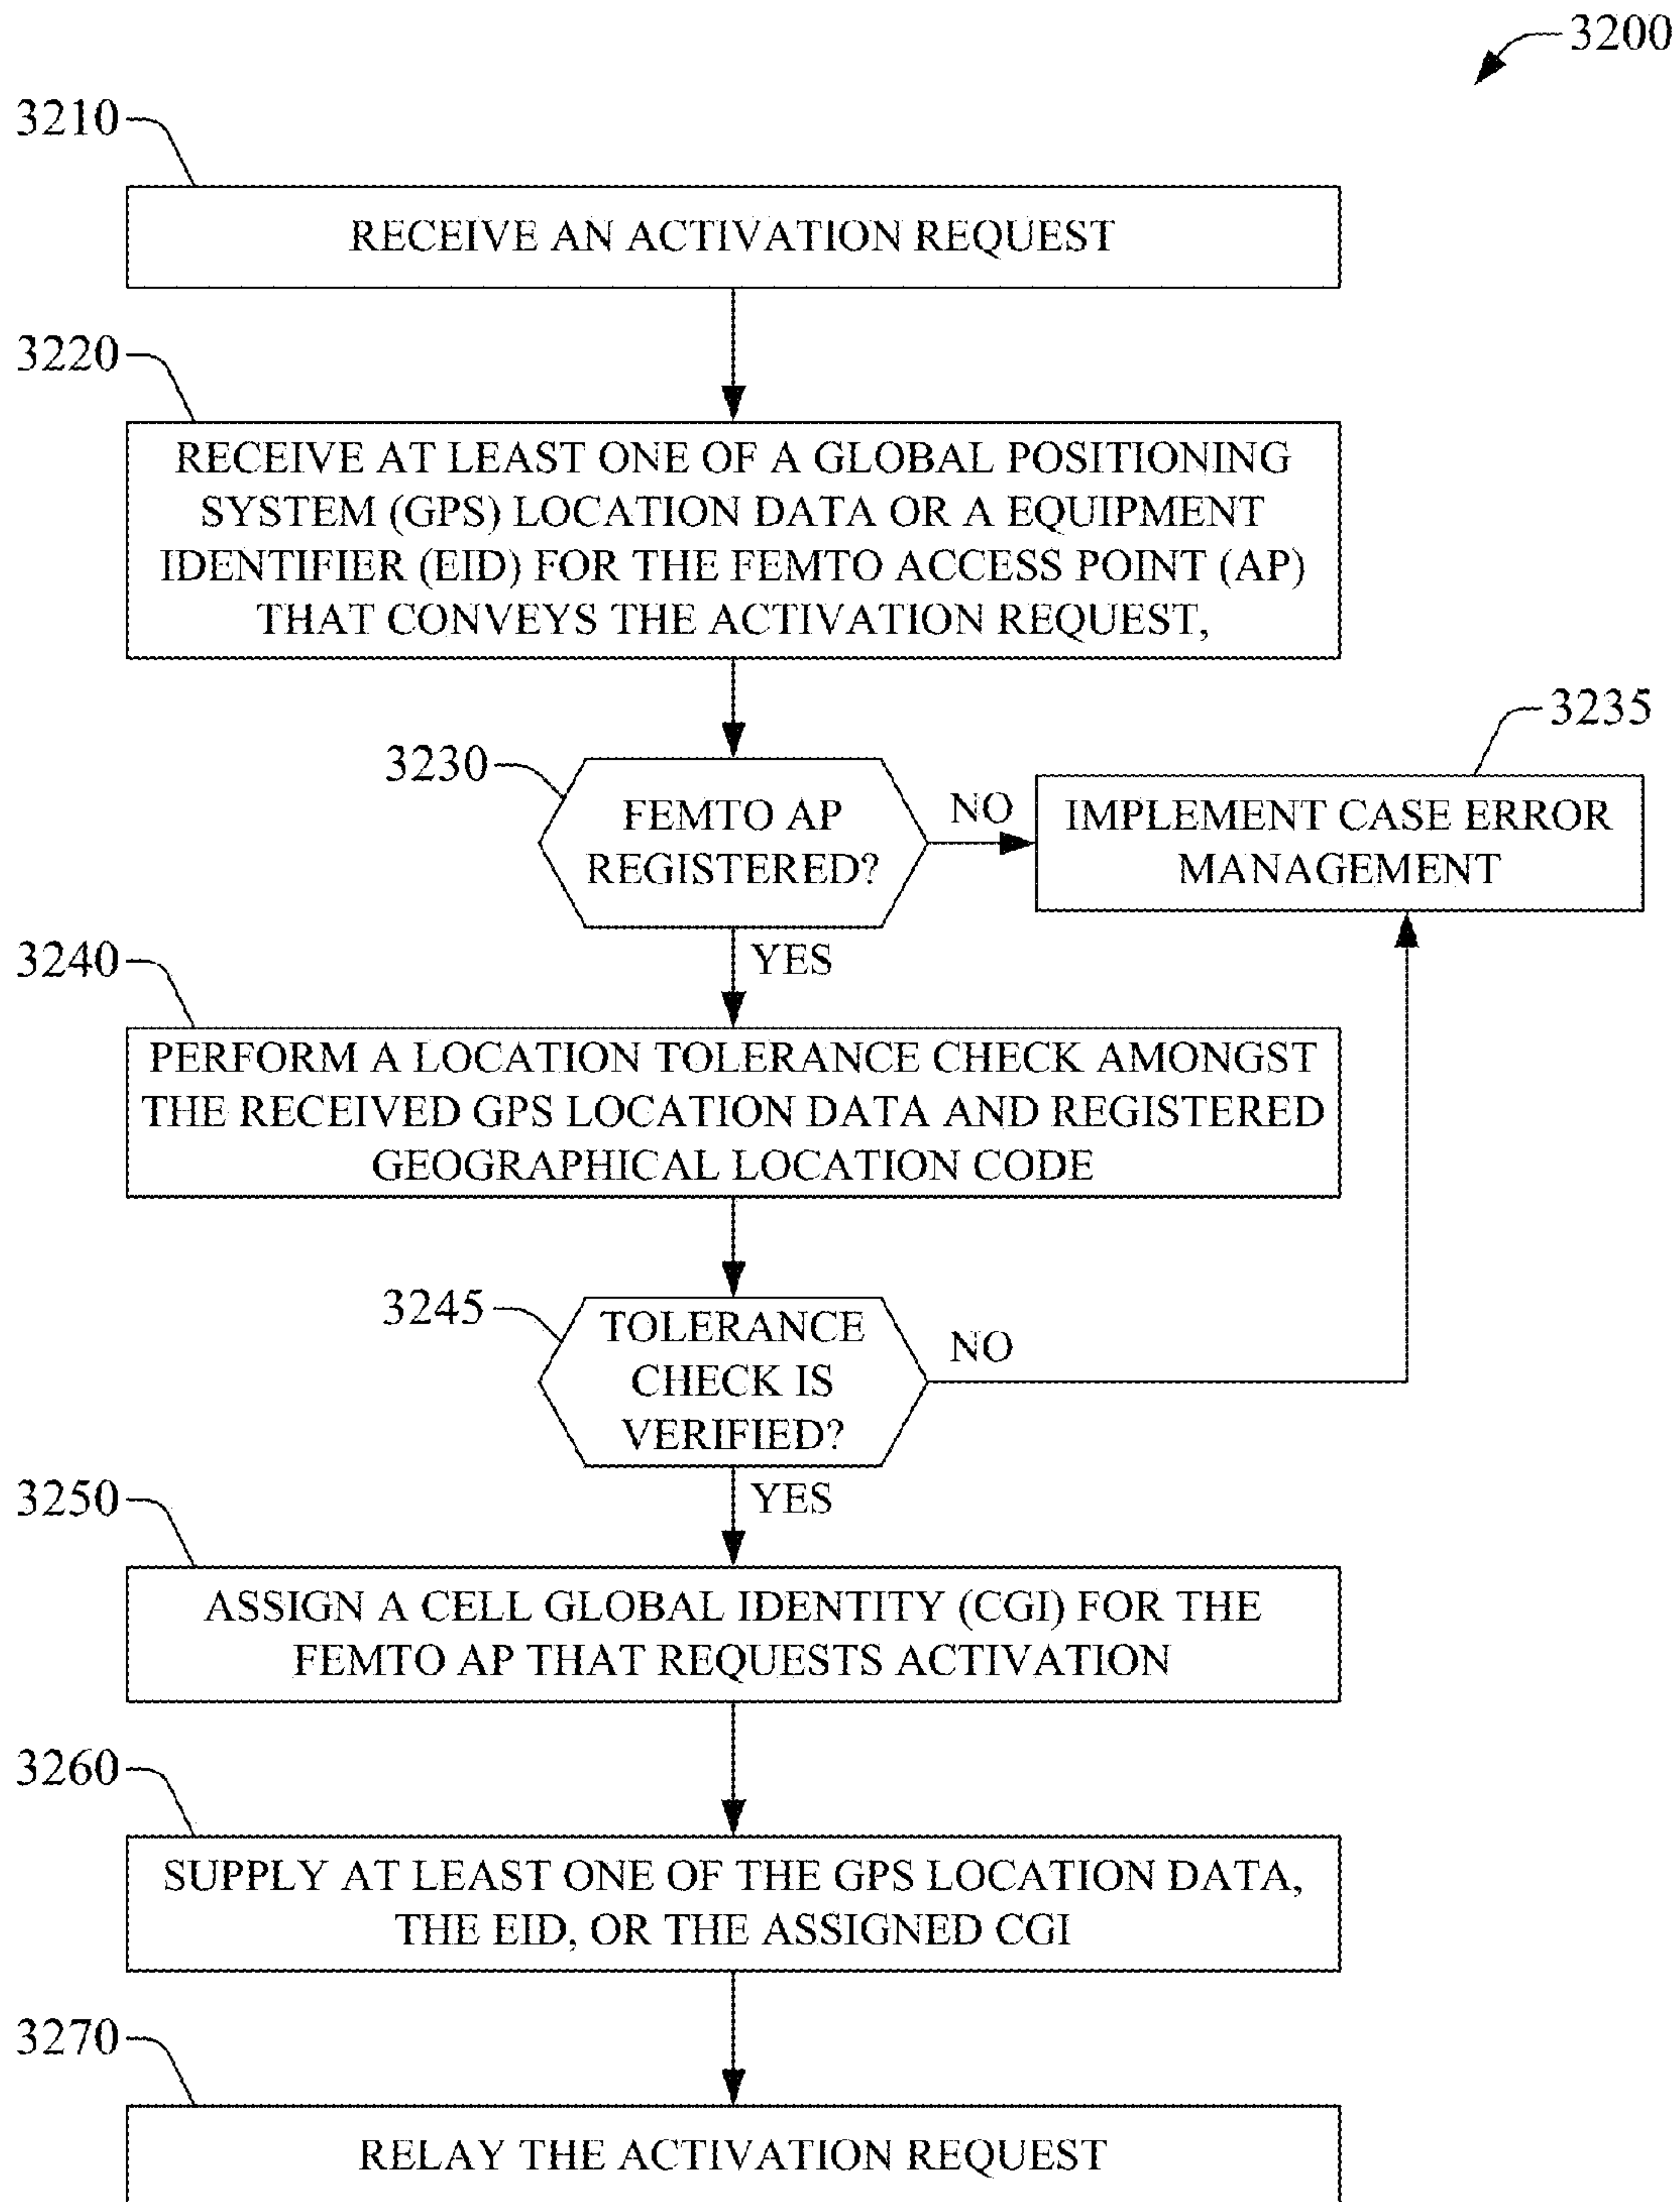 3200
3210
RECEIVE AN ACTIVATION REQUEST
3220
RECEIVE AT LEAST ONE OF A GLOBAL POSITIONING
SYSTEM (GPS) LOCATION DATA OR A EQUIPMENT
IDENTIFIER (EID) FOR THE FEMTO ACCESS POINT (AP)
THAT CONVEYS THE ACTIVATION REQUEST,
3230
FEMTO AP
REGISTERED?
NO
3235
IMPLEMENT CASE ERROR
MANAGEMENT
YES
3240
PERFORM A LOCATION TOLERANCE CHECK AMONGST
THE RECEIVED GPS LOCATION DATA AND REGISTERED
GEOGRAPHICAL LOCATION CODE
3245
TOLERANCE
CHECK IS
VERIFIED?
NO
YES
3250
ASSIGN A CELL GLOBAL IDENTITY (CGI) FOR THE
FEMTO AP THAT REQUESTS ACTIVATION
3260
SUPPLY AT LEAST ONE OF THE GPS LOCATION DATA,
THE EID, OR THE ASSIGNED CGI
3270
RELAY THE ACTIVATION REQUEST